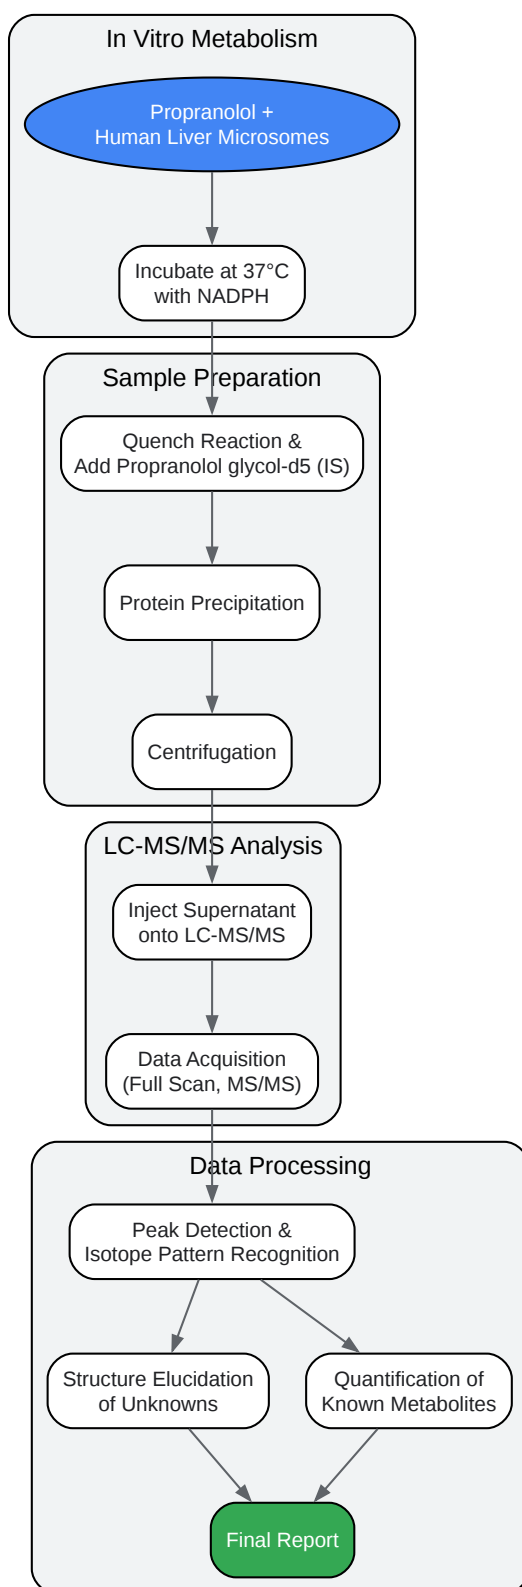 In Vitro Metabolism
Propranolol +
Human Liver Microsomes
Incubate at 37°C
with NADPH
Sample Preparation
Quench Reaction &
Add Propranolol glycol-d5 (IS)
Protein Precipitation
Centrifugation
LC-MS/MS Analysis
Inject Supernatant
onto LC-MS/MS
Data Acquisition
(Full Scan, MS/MS)
Data Processing
Peak Detection &
Isotope Pattern Recognition
Structure Elucidation
of Unknowns
Quantification of
Known Metabolites
Final Report